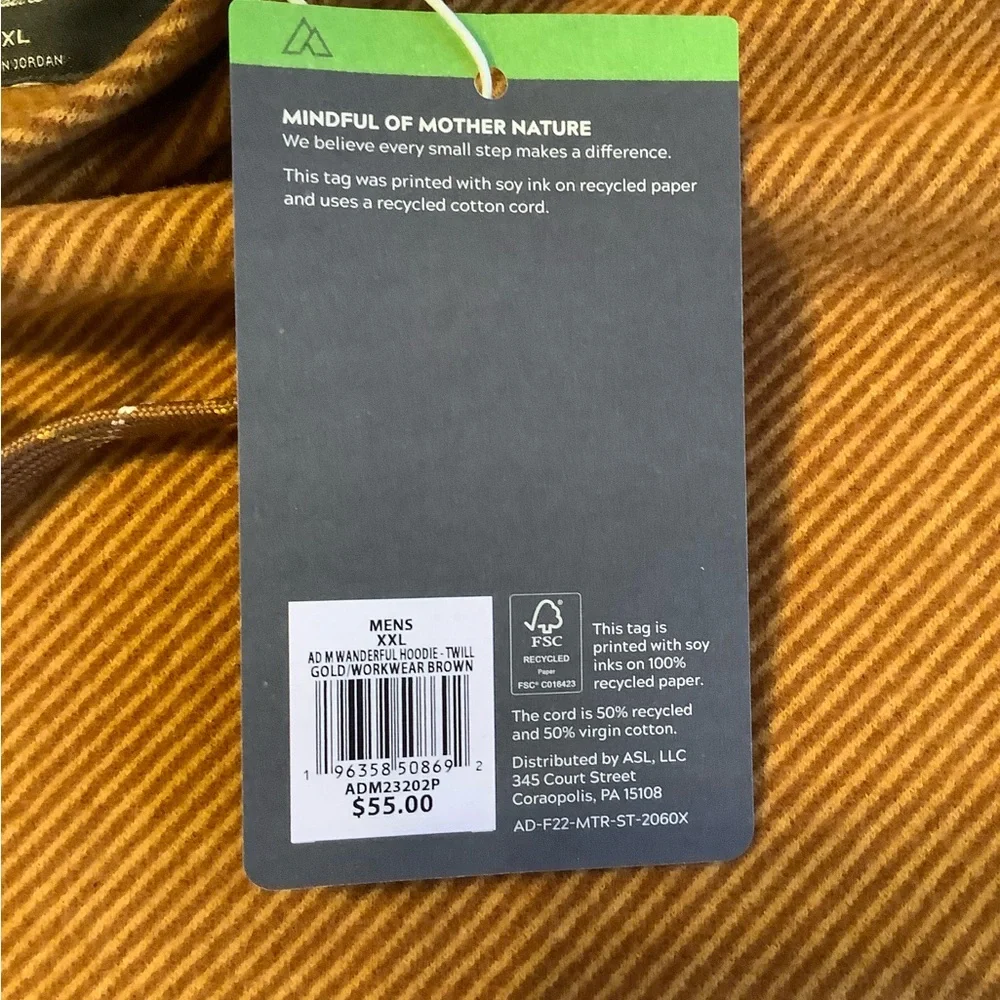 XL
N JORDAN
MINDFUL OF MOTHER NATURE
We believe every small step makes a difference.
This tag was printed with soy ink on recycled paper
and uses a recycled cotton cord.
MENS
XXL
AD M WANDERFUL HOODIE - TWILL
GOLD/WORKWEAR BROWN
1 96358 50869 2
ADM23202P
$55.00
FSC
RECYCLED
Paper
FSC® C016423
This tag is
printed with soy
inks on 100%
recycled paper.
The cord is 50% recycled
and 50% virgin cotton.
Distributed by ASL, LLC
345 Court Street
Coraopolis, PA 15108
AD-F22-MTR-ST-2060X